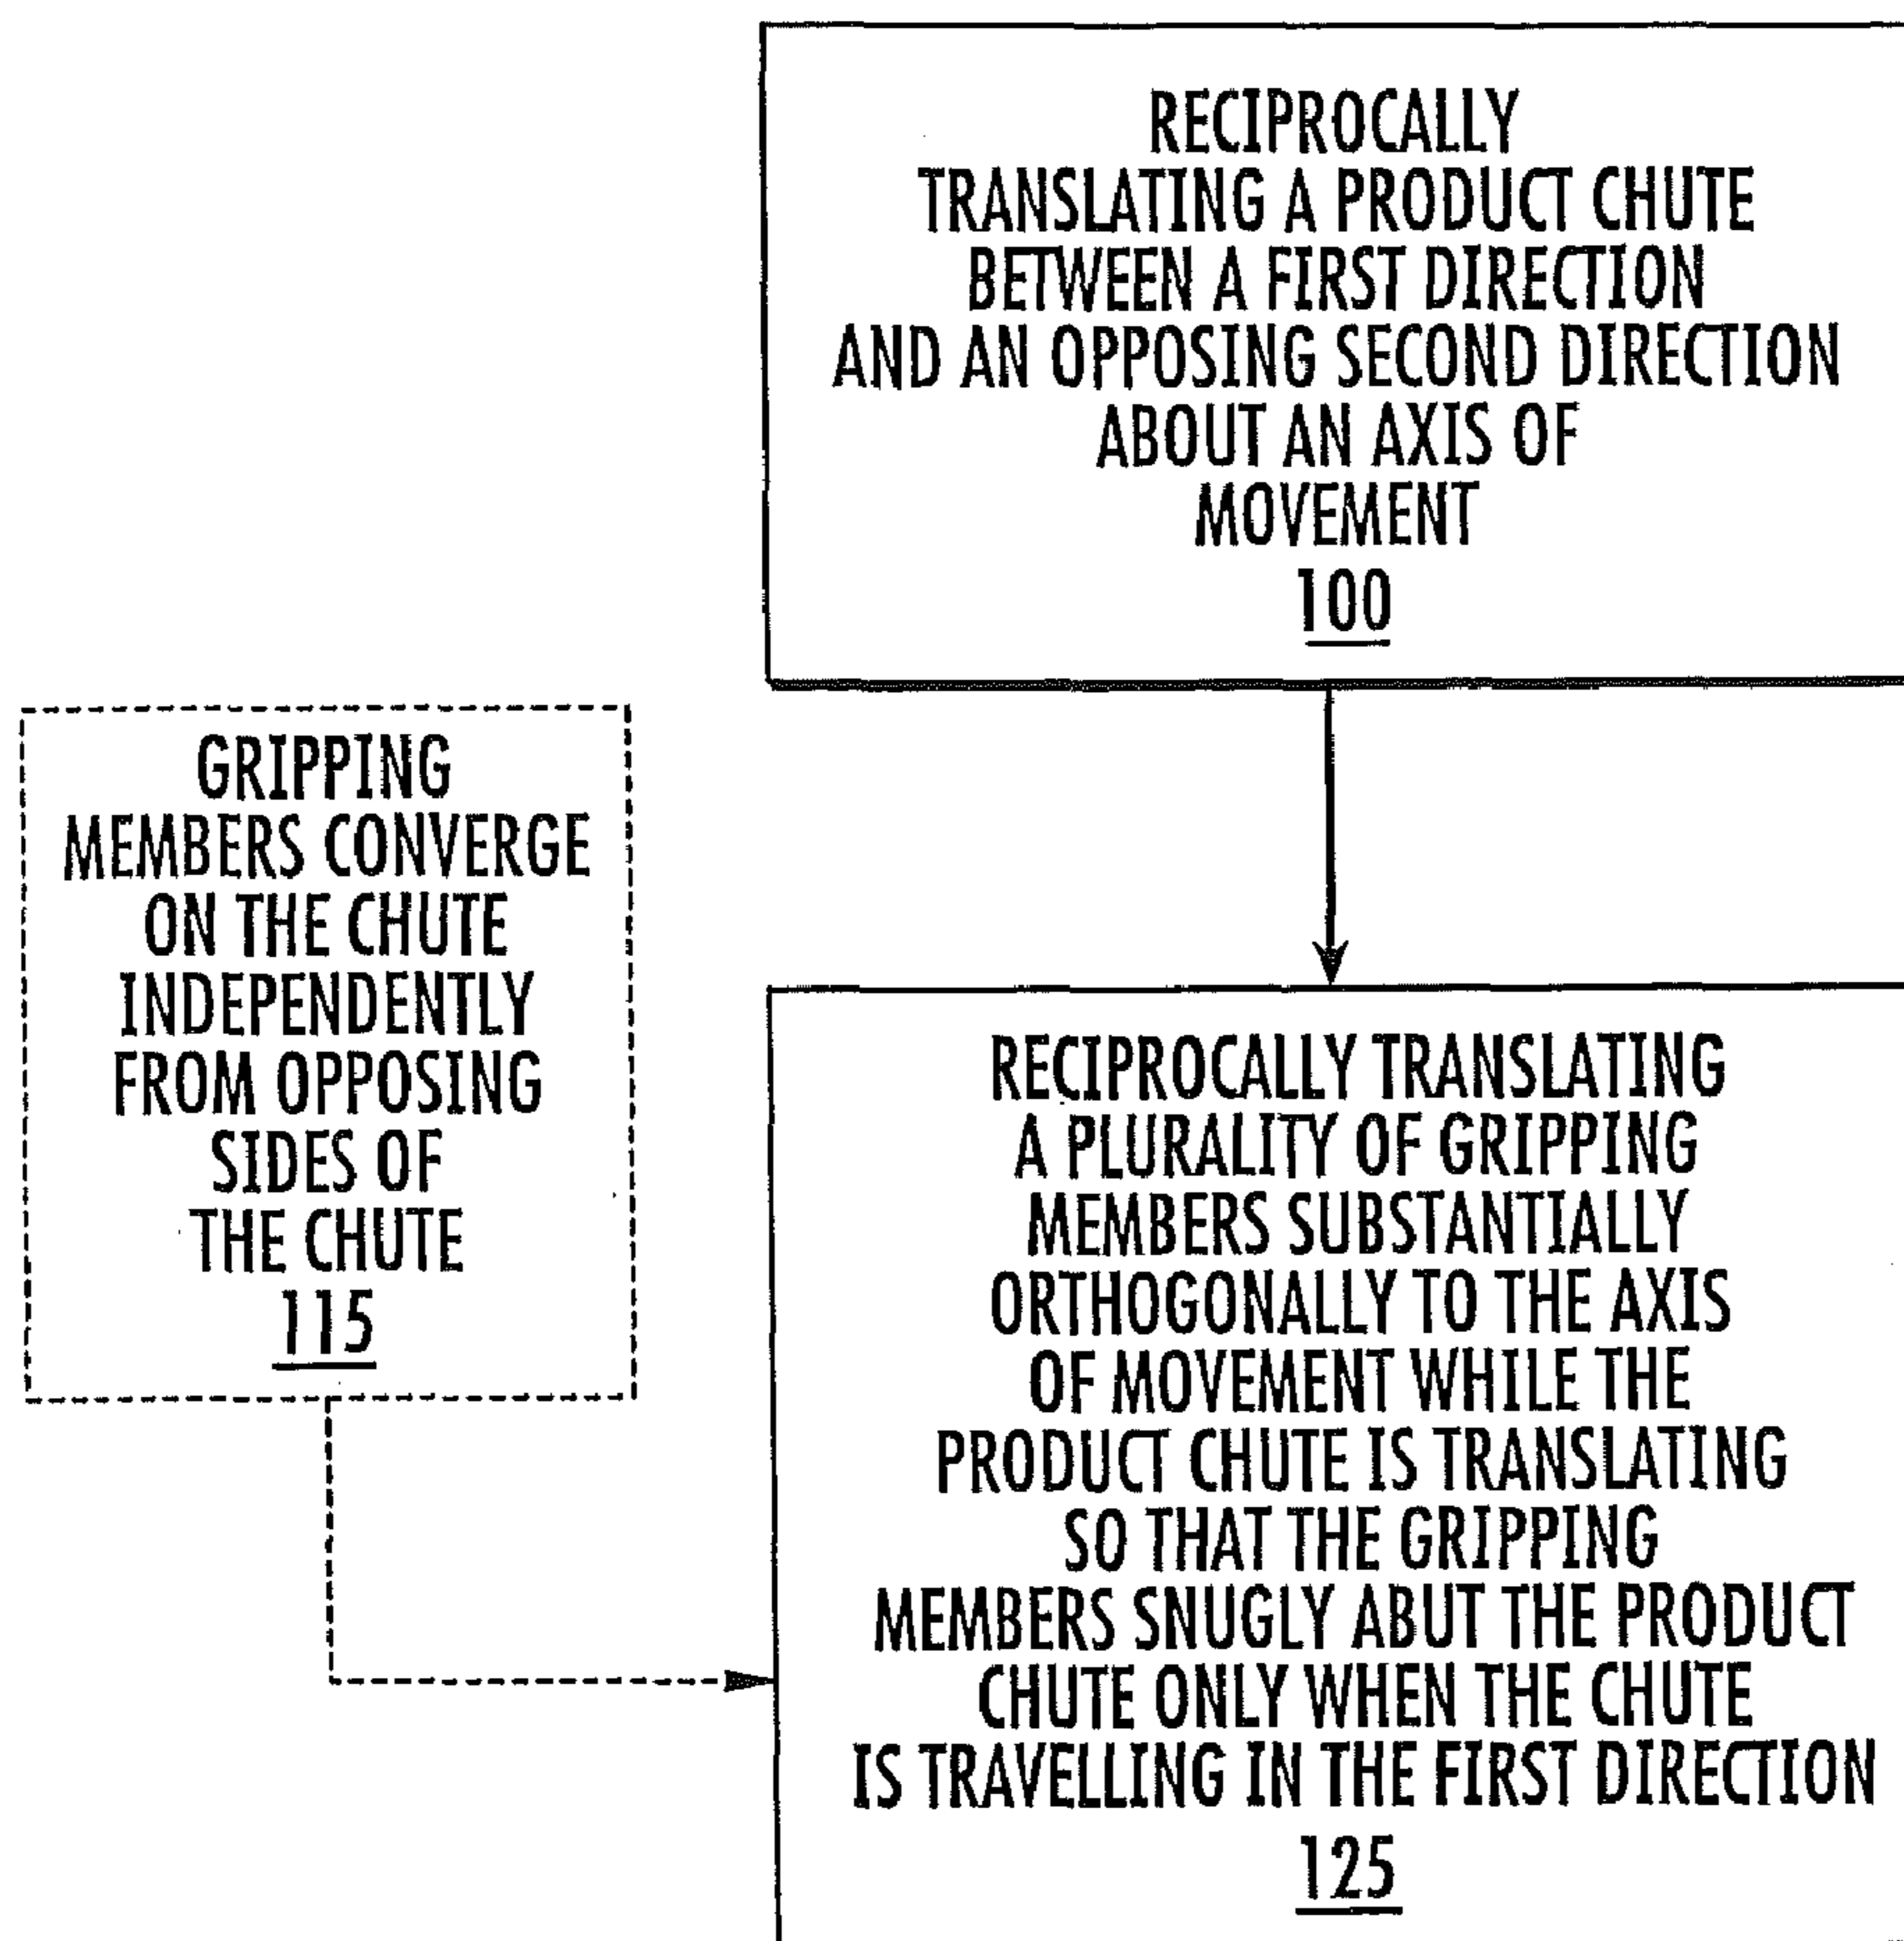 RECIPROCALLY
TRANSLATING A PRODUCT CHUTE
BETWEEN A FIRST DIRECTION
AND AN OPPOSING SECOND DIRECTION
ABOUT AN AXIS OF
MOVEMENT
100
GRIPPING
MEMBERS CONVERGE
ON THE CHUTE
INDEPENDENTLY
FROM OPPOSING
SIDES OF
THE CHUTE
115
RECIPROCALLY TRANSLATING
A PLURALITY OF GRIPPING
MEMBERS SUBSTANTIALLY
ORTHOGONALLY TO THE AXIS
OF MOVEMENT WHILE THE
PRODUCT CHUTE IS TRANSLATING
SO THAT THE GRIPPING
MEMBERS SNUGLY ABUT THE PRODUCT
CHUTE ONLY WHEN THE CHUTE
IS TRAVELLING IN THE FIRST DIRECTION
125